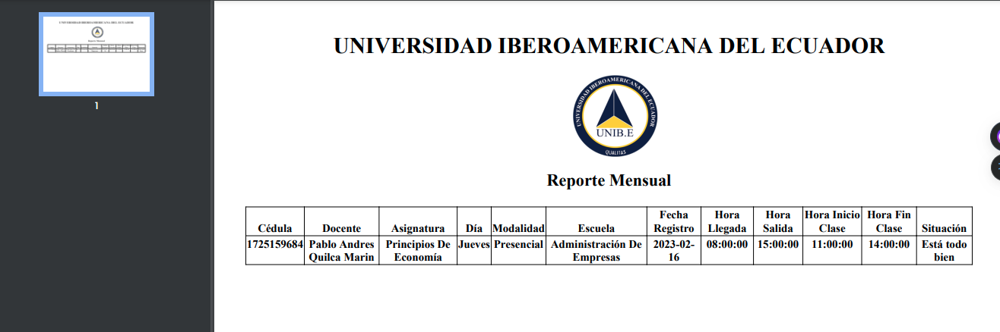 UNIVERSIDAD IBEROAMERICANA DEL ECUADOR
UNIVERSIDAD IBEROAMERICANA DEL ECUADOR
UNIB.E
QUALITAS
Reporte Mensual
Cédula Docente Asignatura Día Modalidad Escuela Fecha Registro Hora Llegada Hora Salida Hora Inicio Clase Hora Fin Clase Situación
1725159684 Pablo Andres Quilca Marin Principios De Economía Jueves Presencial Administración De Empresas 2023-02-16 08:00:00 15:00:00 11:00:00 14:00:00 Está todo bien
1